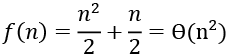 f(n) = n²/2 + n/2 = Θ(n²)